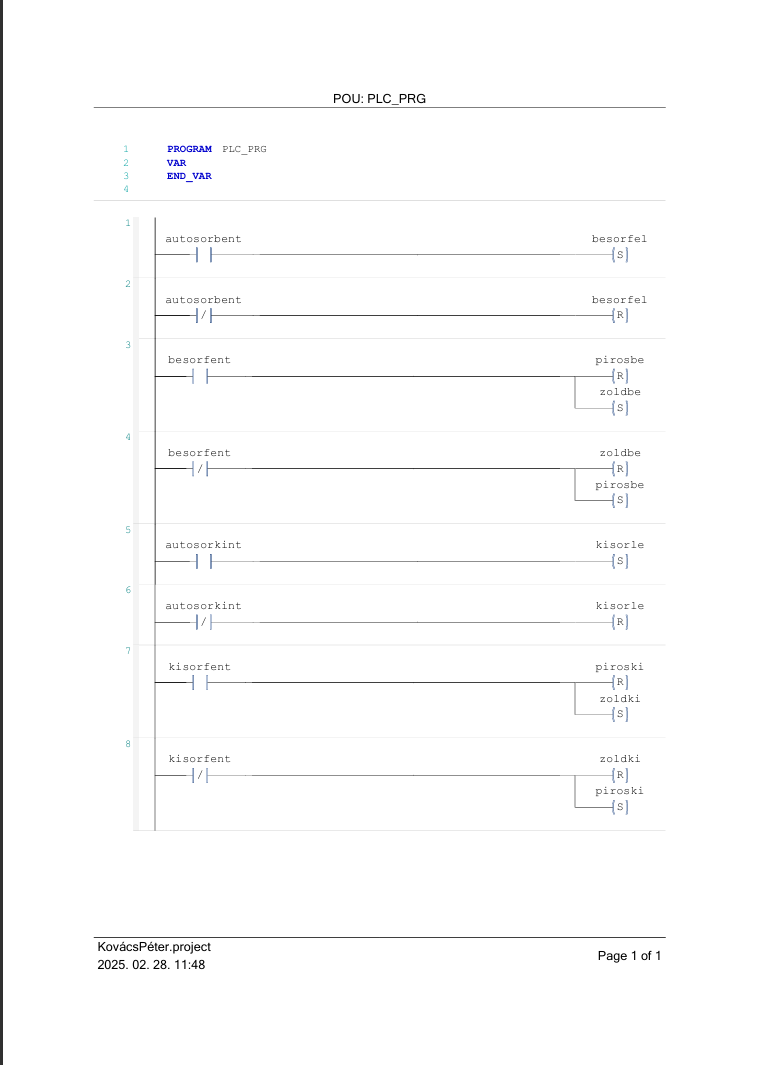 POU: PLC_PRG
1 PROGRAM PLC_PRG
2 VAR
3 END_VAR
4
1
autosorbent besorfel
S
2
autosorbent besorfel
/ R
3
besorfent pirosbe
R
zoldbe
S
4
besorfent zoldbe
/ R
pirosbe
S
5
autosorkint kisorle
S
6
autosorkint kisorle
/ R
7
kisorfent piroski
R
zoldki
S
8
kisorfent zoldki
/ R
piroski
S
KovácsPéter.project
2025. 02. 28. 11:48
Page 1 of 1